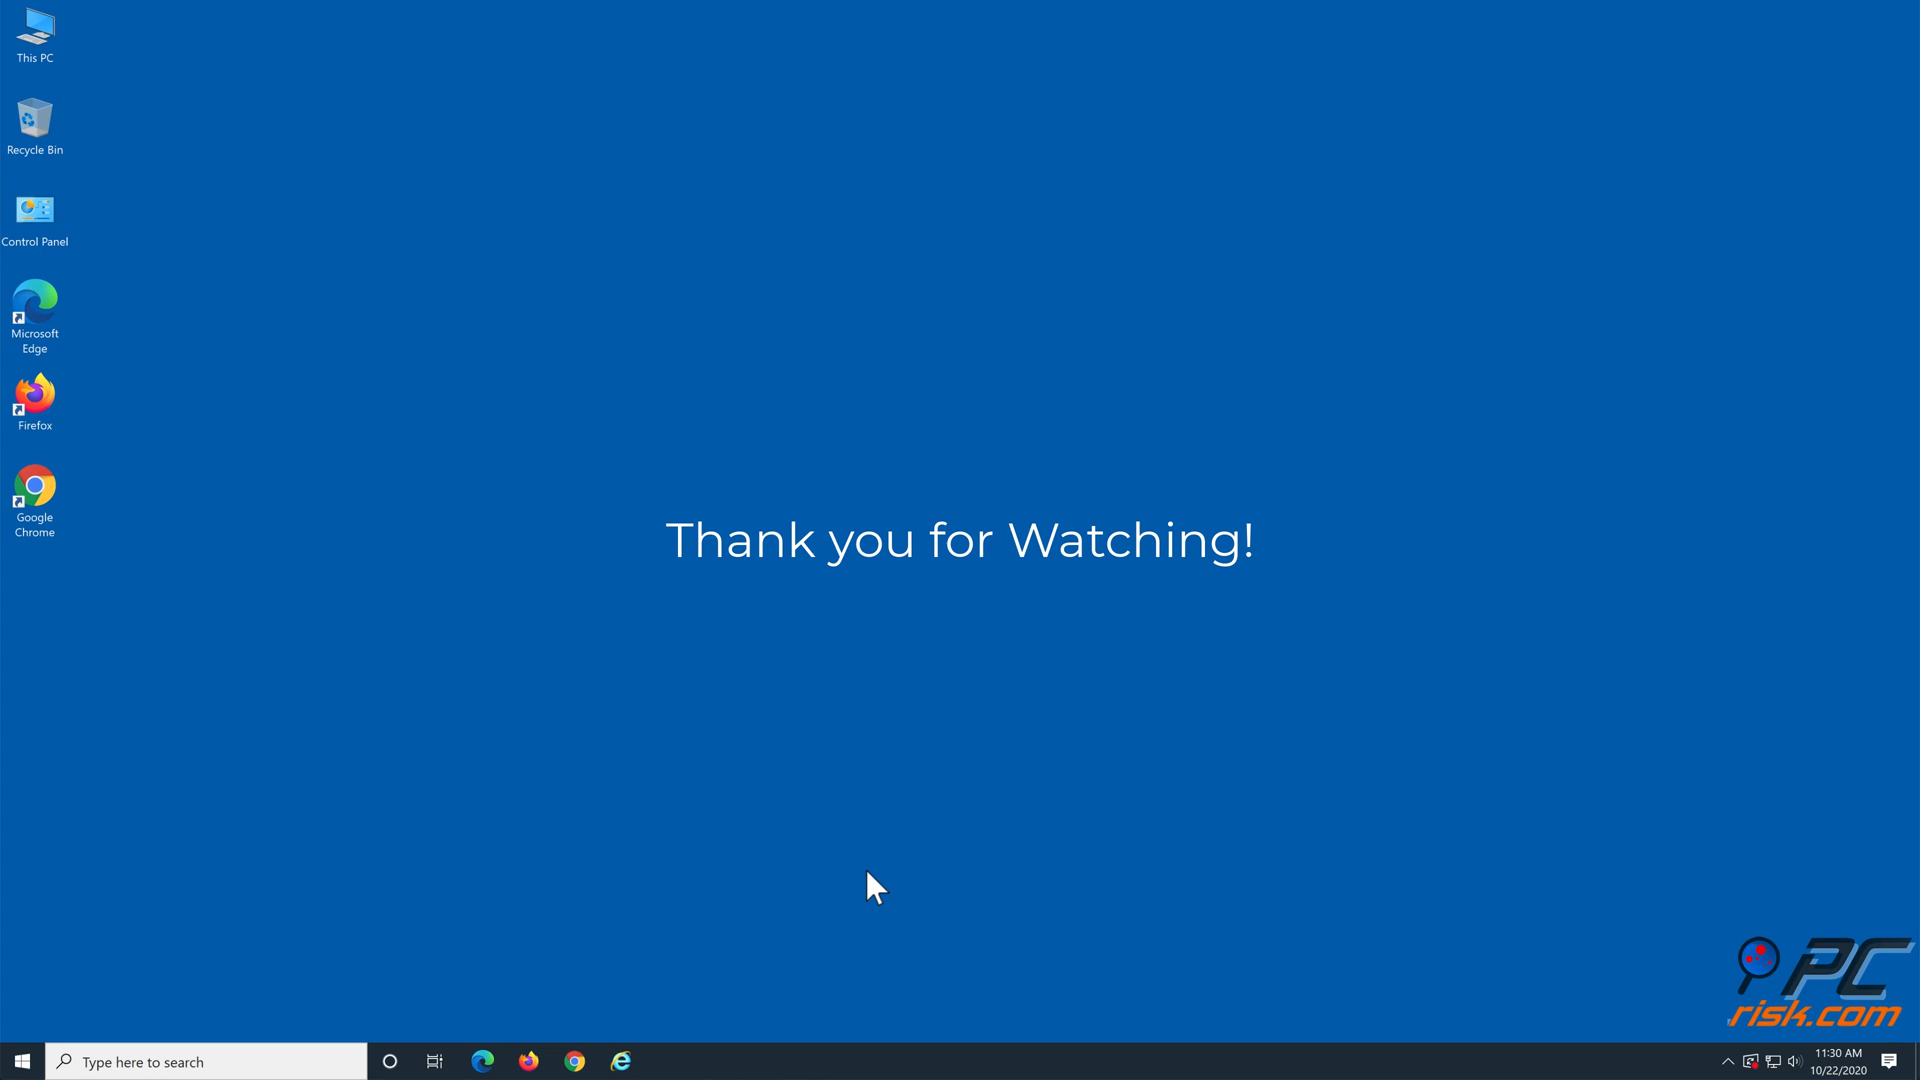 This PC
Recycle Bin
Control Panel
Microsoft
Edge
Firefox
Google
Chrome
Thank you for Watching!
PC
risk.com
Type here to search
11:30 AM
10/22/2020